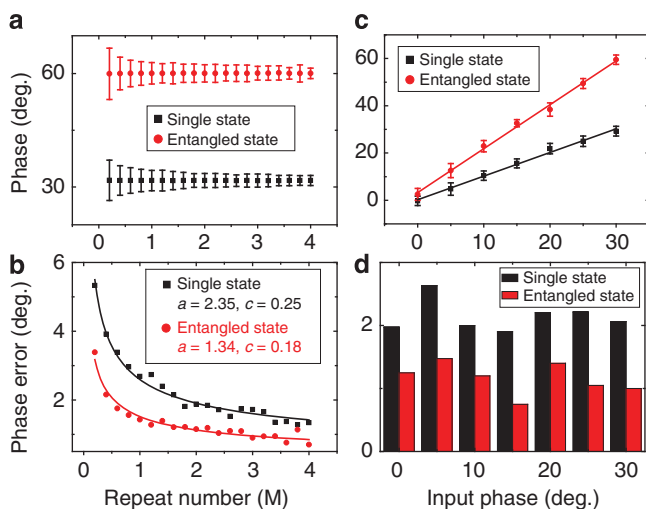 a
Phase (deg.)
60
30
Single state
Entangled state
0 1 2 3 4
b
Phase error (deg.)
6
4
2
Single state
a = 2.35, c = 0.25
Entangled state
a = 1.34, c = 0.18
0 1 2 3 4
Repeat number (M)
c
60
40
20
0
Single state
Entangled state
0 10 20 30
d
2
0
Single state
Entangled state
0 10 20 30
Input phase (deg.)